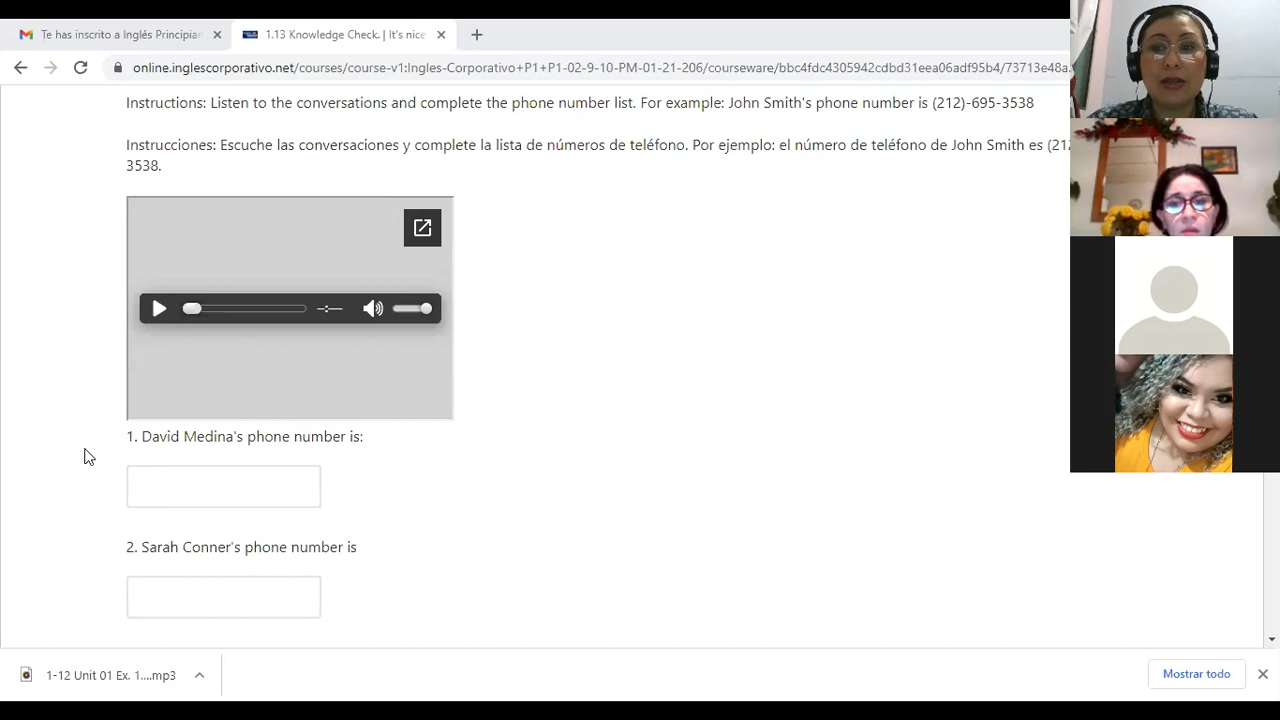 Te has inscrito a Inglés Principian
1.13 Knowledge Check. | It's nice
online.inglescorporativo.net/courses/course-v1:Ingles-Corporativo+P1+P1-02-9-10-PM-01-21-206/courseware/bbc4fdc4305942cdbd31eea06adf95b4/73713e48a
Instructions: Listen to the conversations and complete the phone number list. For example: John Smith's phone number is (212)-695-3538
Instrucciones: Escuche las conversaciones y complete la lista de números de teléfono. Por ejemplo: el número de teléfono de John Smith es (212
3538.
-:--
1. David Medina's phone number is:
2. Sarah Conner's phone number is
1-12 Unit 01 Ex. 1....mp3
Mostrar todo